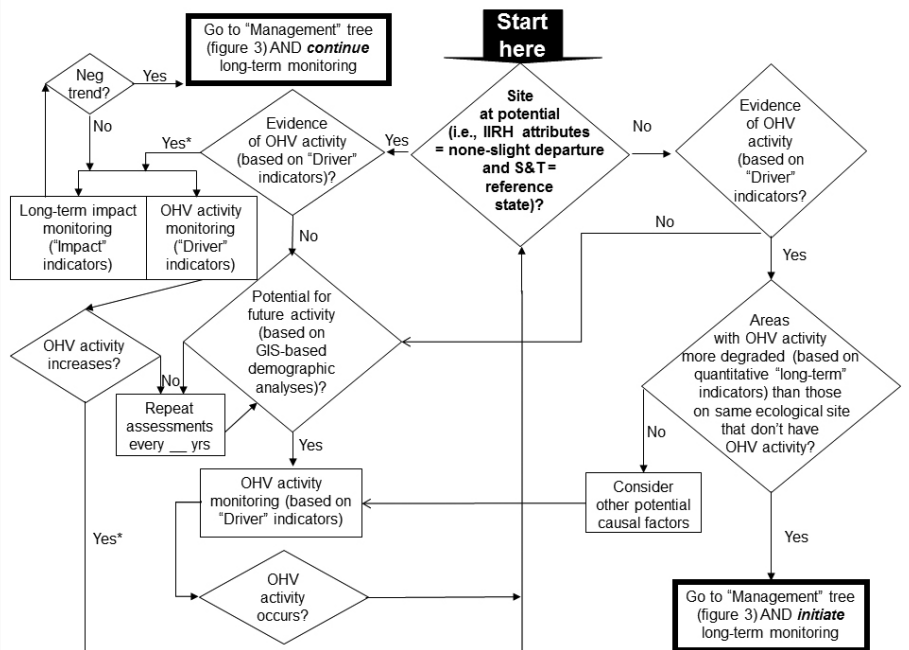 Start
here
Go to "Management" tree
(figure 3) AND continue
long-term monitoring
Neg
trend?
Yes
No
Site
at potential
(i.e., IIRH attributes
= none-slight departure
and S&T=
reference
state)?
Yes
No
Evidence
of OHV activity
(based on "Driver"
indicators)?
Yes*
No
Evidence
of OHV
activity
(based on
"Driver"
indicators?
No
Yes
Long-term impact
monitoring
("Impact"
indicators)
OHV activity
monitoring
("Driver"
indicators)
Potential for
future activity
(based on
GIS-based
demographic
analyses)?
Yes
OHV activity
increases?
No
Yes*
Repeat
assessments
every __ yrs
Areas
with OHV activity
more degraded (based on
quantitative "long-term"
indicators) than those
on same ecological site
that don't have
OHV activity?
No
Yes
OHV activity
monitoring (based on
"Driver" indicators)
Consider
other potential
causal factors
OHV
activity
occurs?
Go to "Management" tree
(figure 3) AND initiate
long-term monitoring